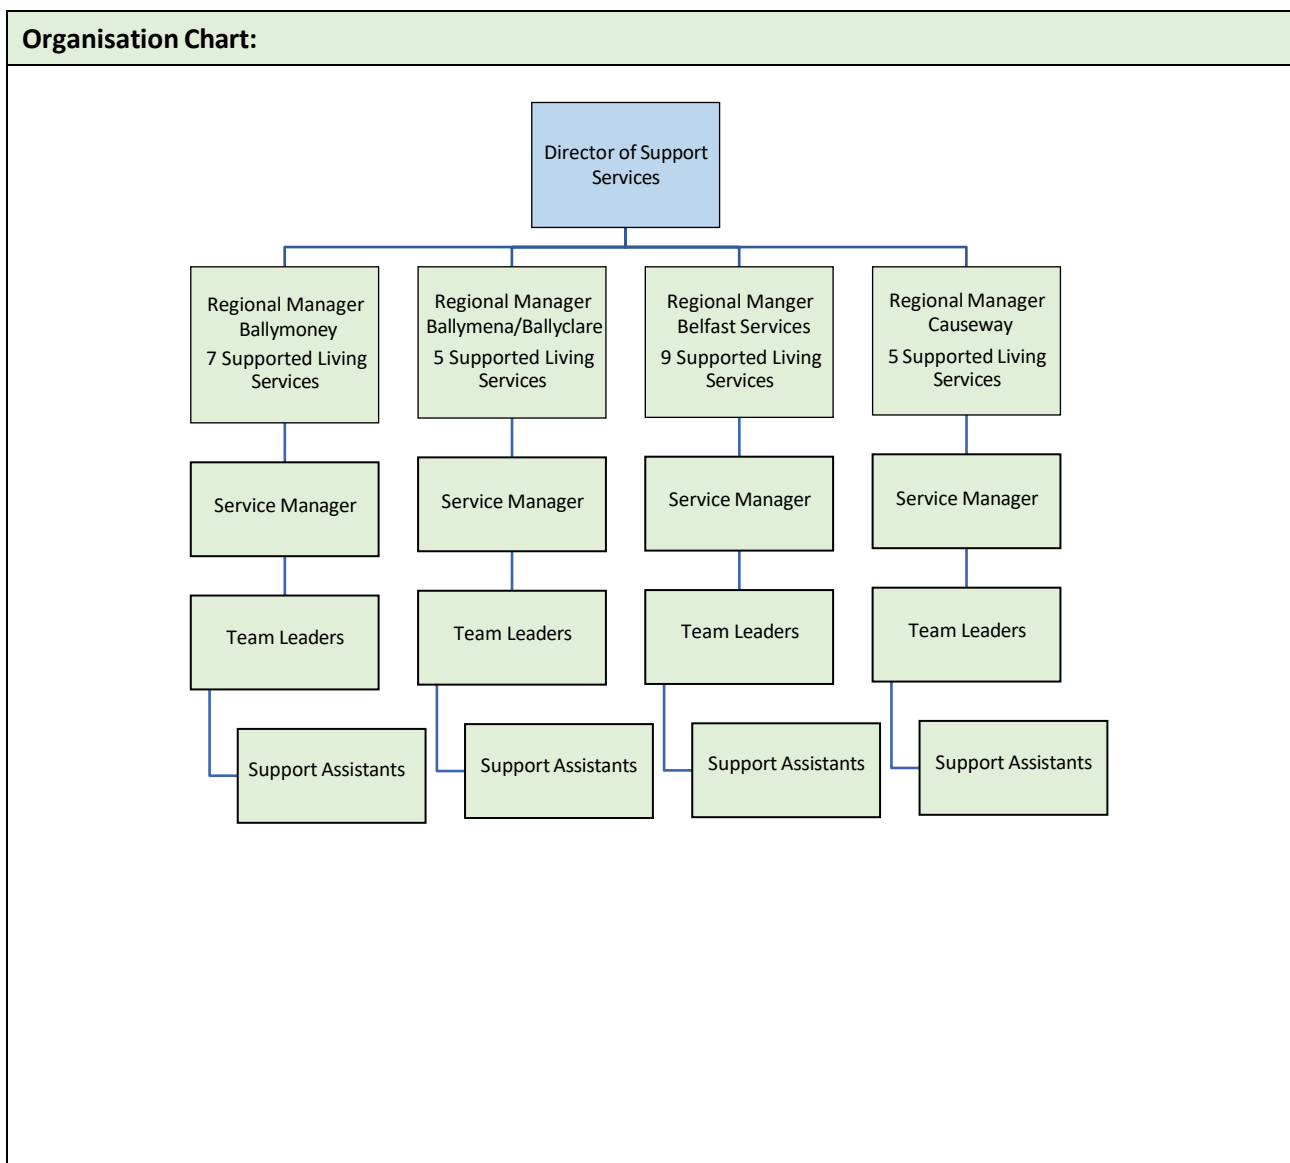 Organisation Chart:
Director of Support
Services
Regional Manager
Ballymoney
7 Supported Living
Services
Regional Manager
Ballymena/Ballyclare
5 Supported Living
Services
Regional Manger
Belfast Services
9 Supported Living
Services
Regional Manager
Causeway
5 Supported Living
Services
Service Manager
Service Manager
Service Manager
Service Manager
Team Leaders
Team Leaders
Team Leaders
Team Leaders
Support Assistants
Support Assistants
Support Assistants
Support Assistants